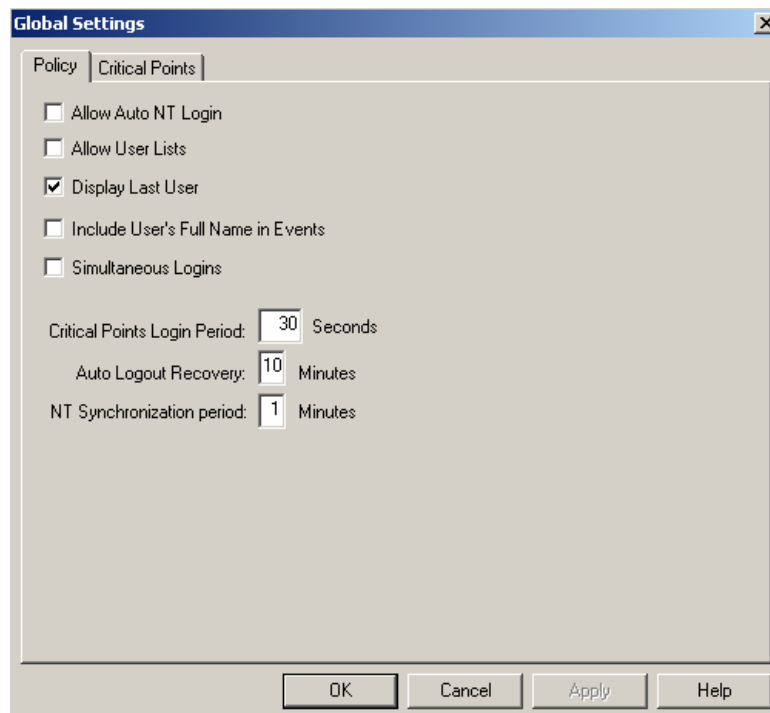 Global Settings
Policy Critical Points
Allow Auto NT Login
Allow User Lists
Display Last User
Include User's Full Name in Events
Simultaneous Logins
Critical Points Login Period: 30 Seconds
Auto Logout Recovery: 10 Minutes
NT Synchronization period: 1 Minutes
OK Cancel Apply Help